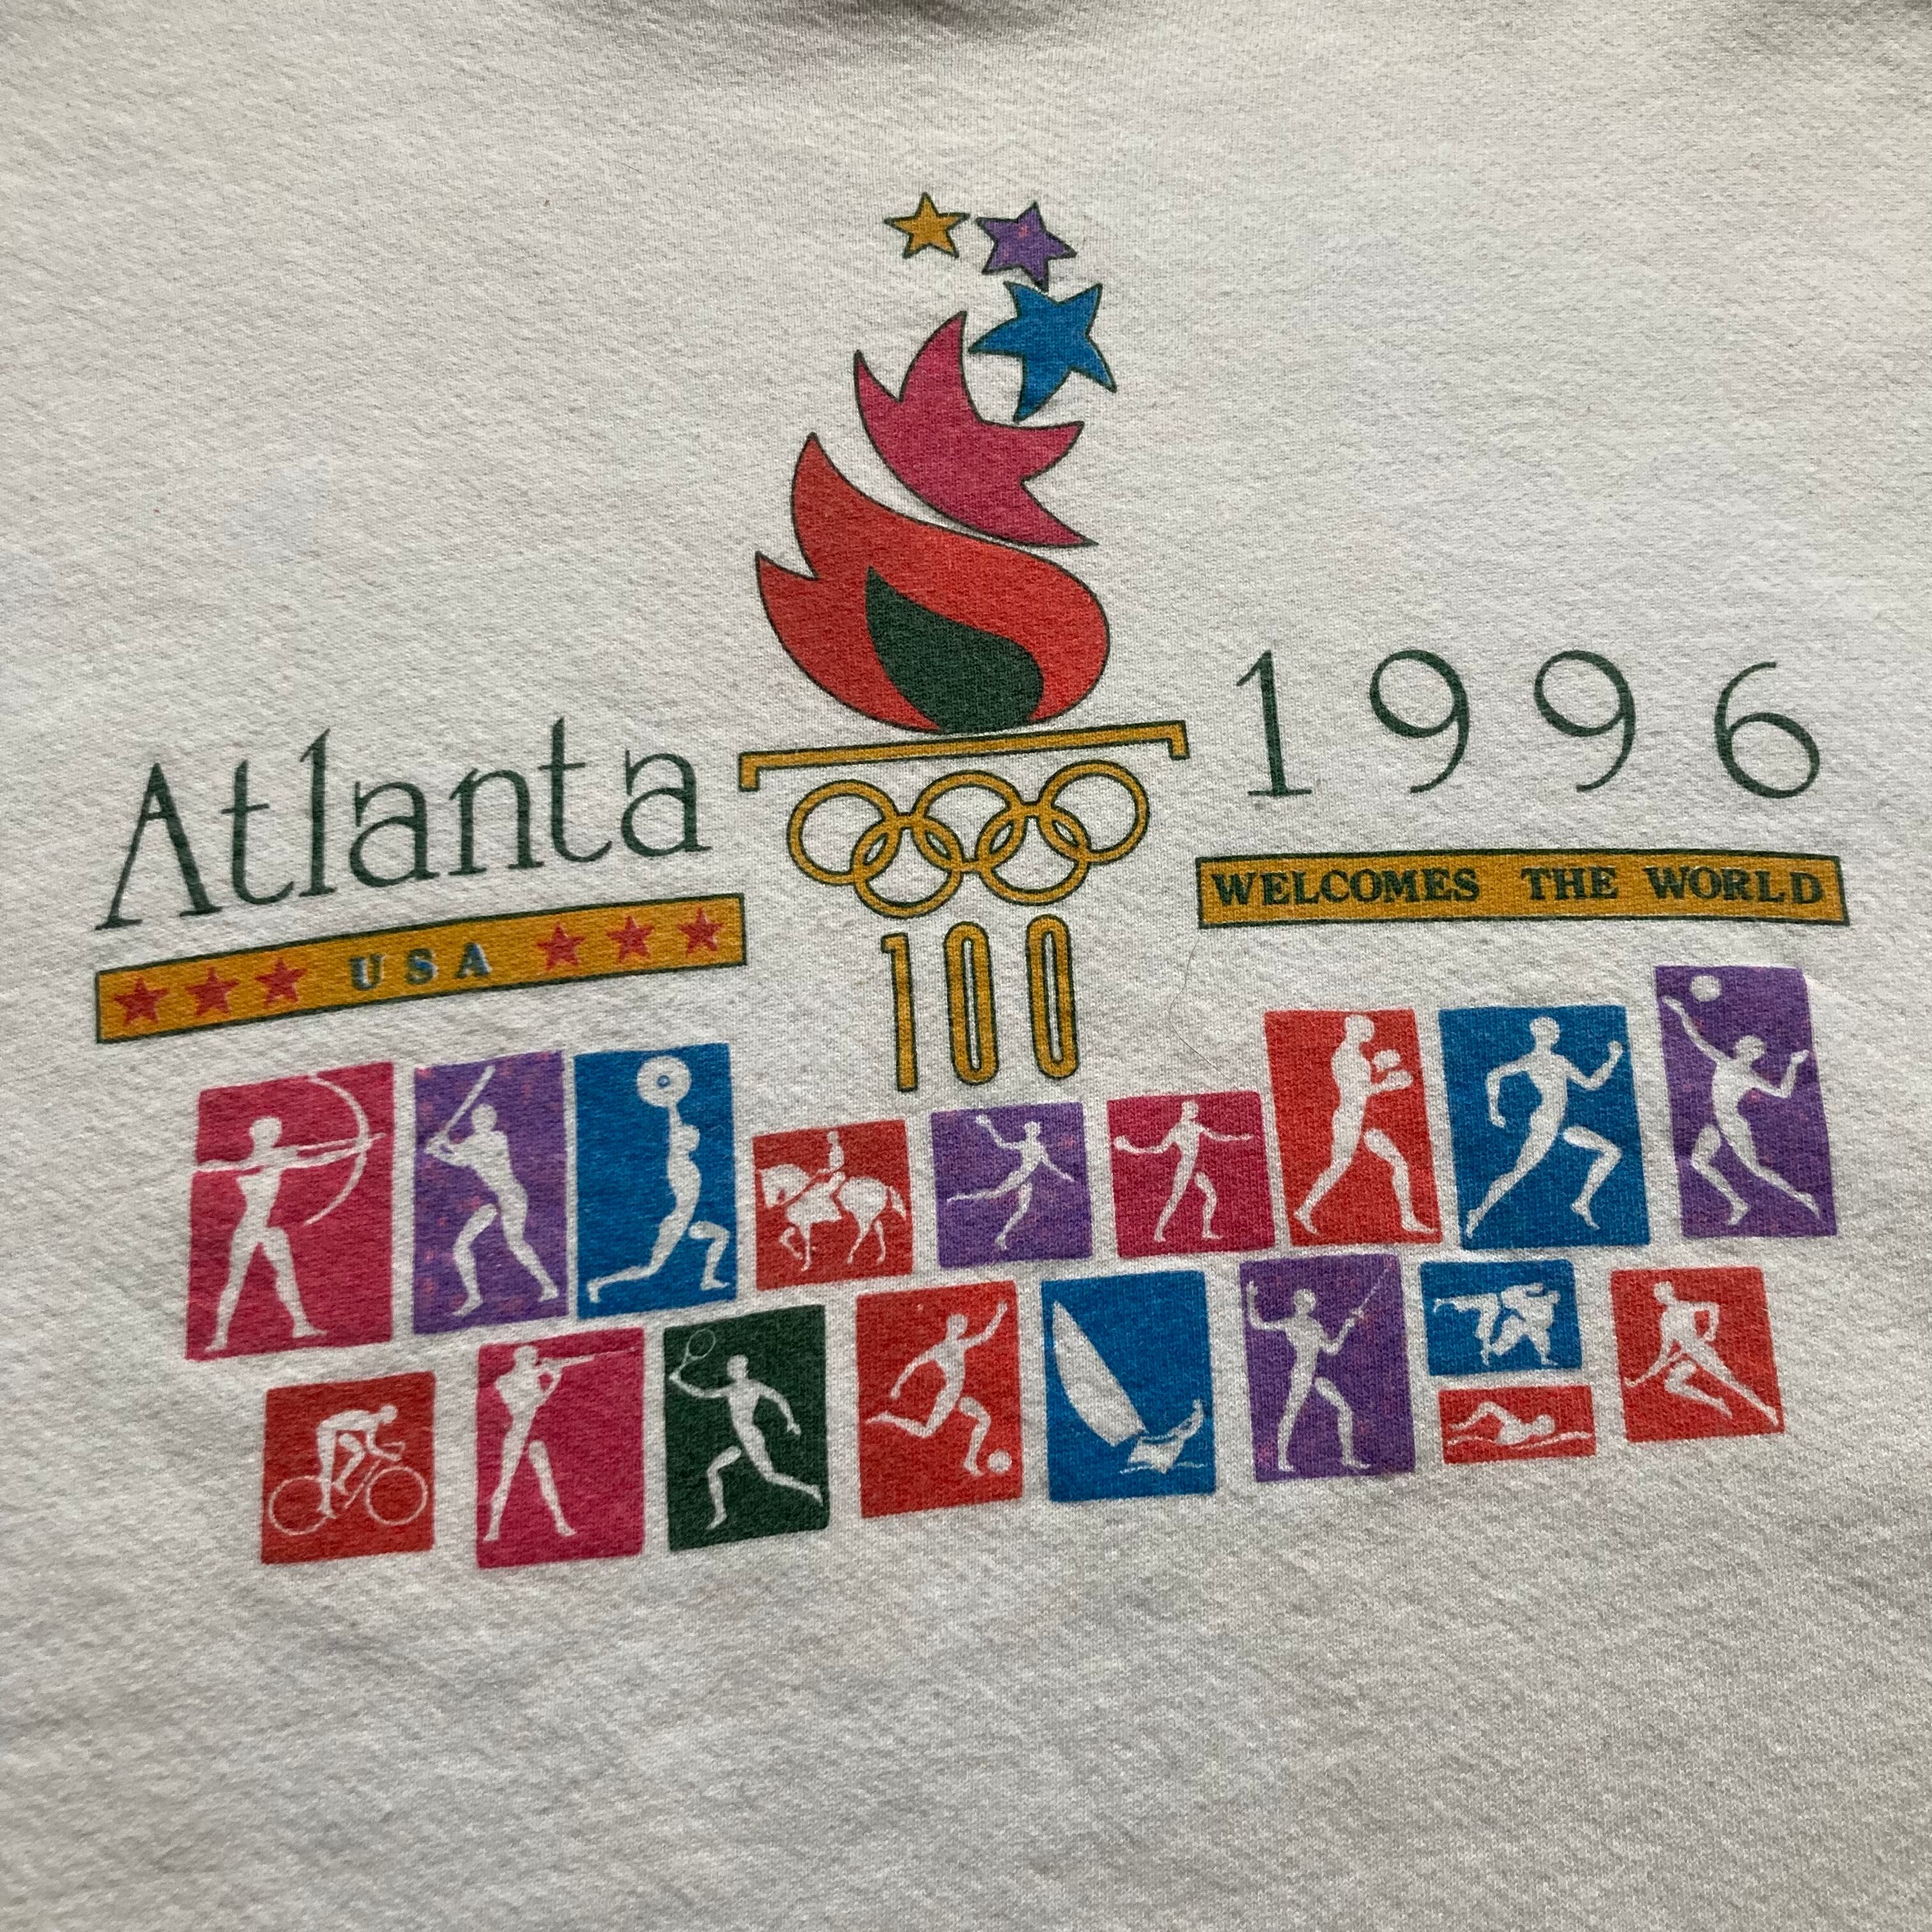 Atlanta 1996
USA WELCOMES THE WORLD
100